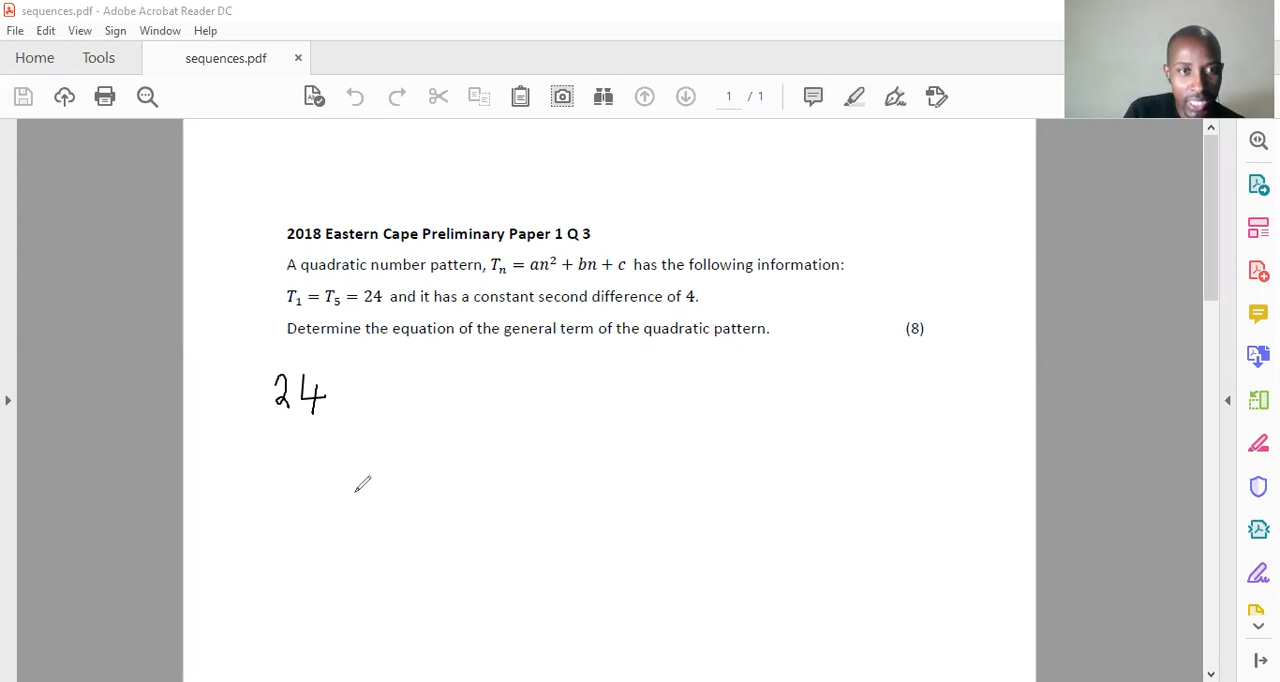 sequences.pdf - Adobe Acrobat Reader DC
File Edit View Sign Window Help
Home Tools sequences.pdf ×
1 / 1
2018 Eastern Cape Preliminary Paper 1 Q 3
A quadratic number pattern, Tₙ = an² + bn + c has the following information:
T₁ = T₅ = 24 and it has a constant second difference of 4.
Determine the equation of the general term of the quadratic pattern. (8)
24